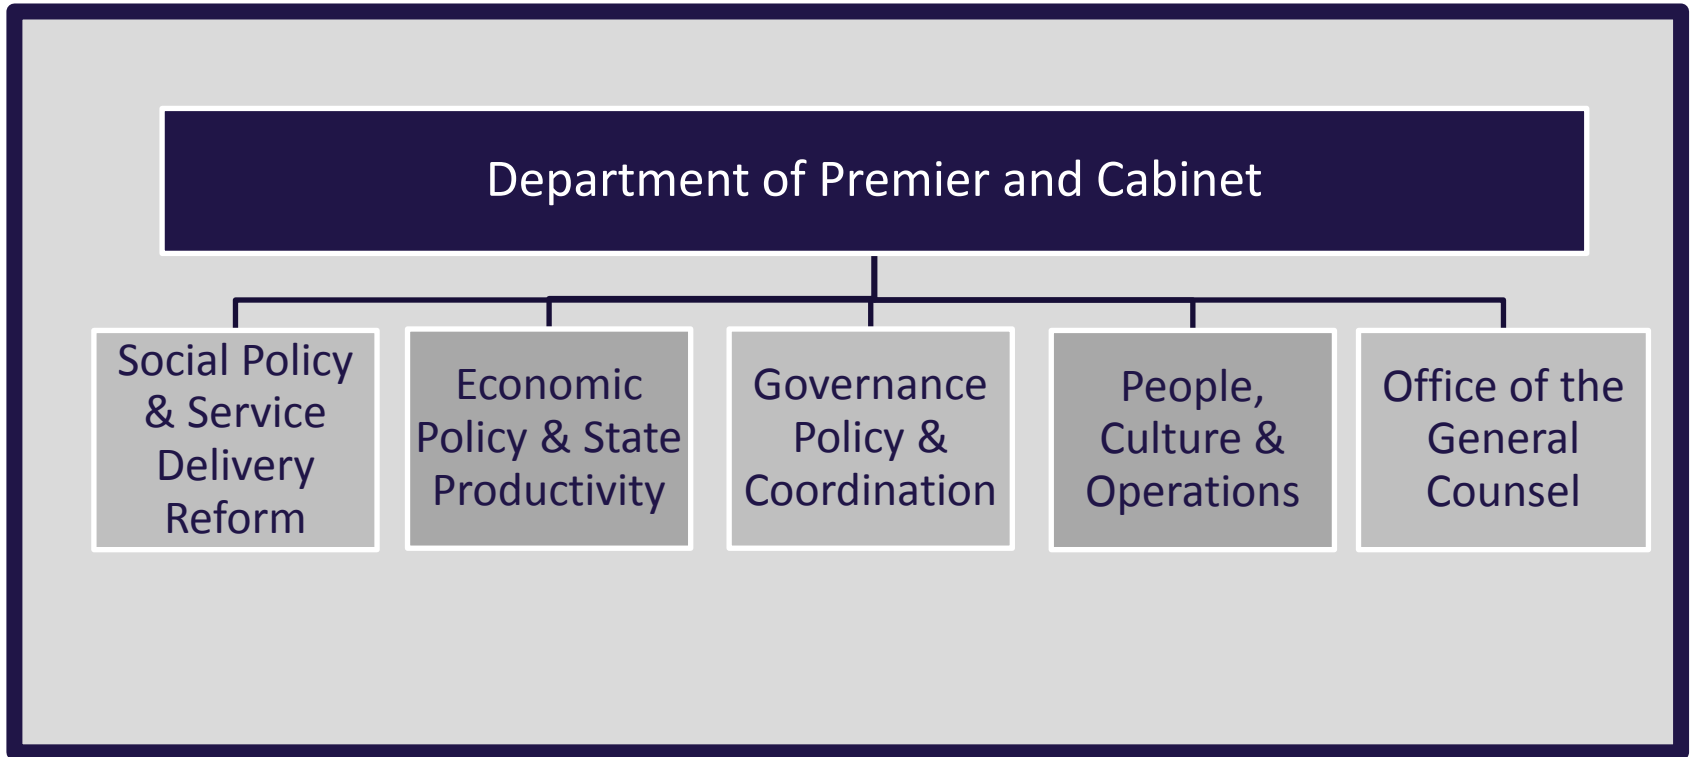 Department of Premier and Cabinet
Social Policy
& Service
Delivery
Reform
Economic
Policy & State
Productivity
Governance
Policy &
Coordination
People,
Culture &
Operations
Office of the
General
Counsel